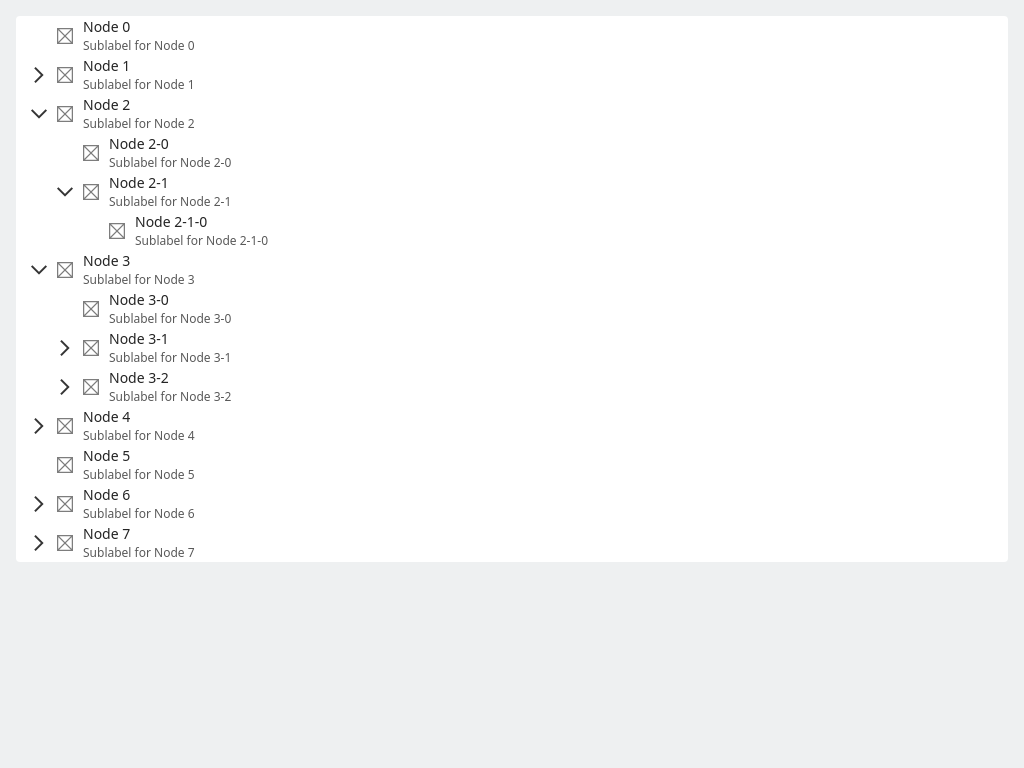 Node 0
Sublabel for Node 0
Node 1
Sublabel for Node 1
Node 2
Sublabel for Node 2
Node 2-0
Sublabel for Node 2-0
Node 2-1
Sublabel for Node 2-1
Node 2-1-0
Sublabel for Node 2-1-0
Node 3
Sublabel for Node 3
Node 3-0
Sublabel for Node 3-0
Node 3-1
Sublabel for Node 3-1
Node 3-2
Sublabel for Node 3-2
Node 4
Sublabel for Node 4
Node 5
Sublabel for Node 5
Node 6
Sublabel for Node 6
Node 7
Sublabel for Node 7